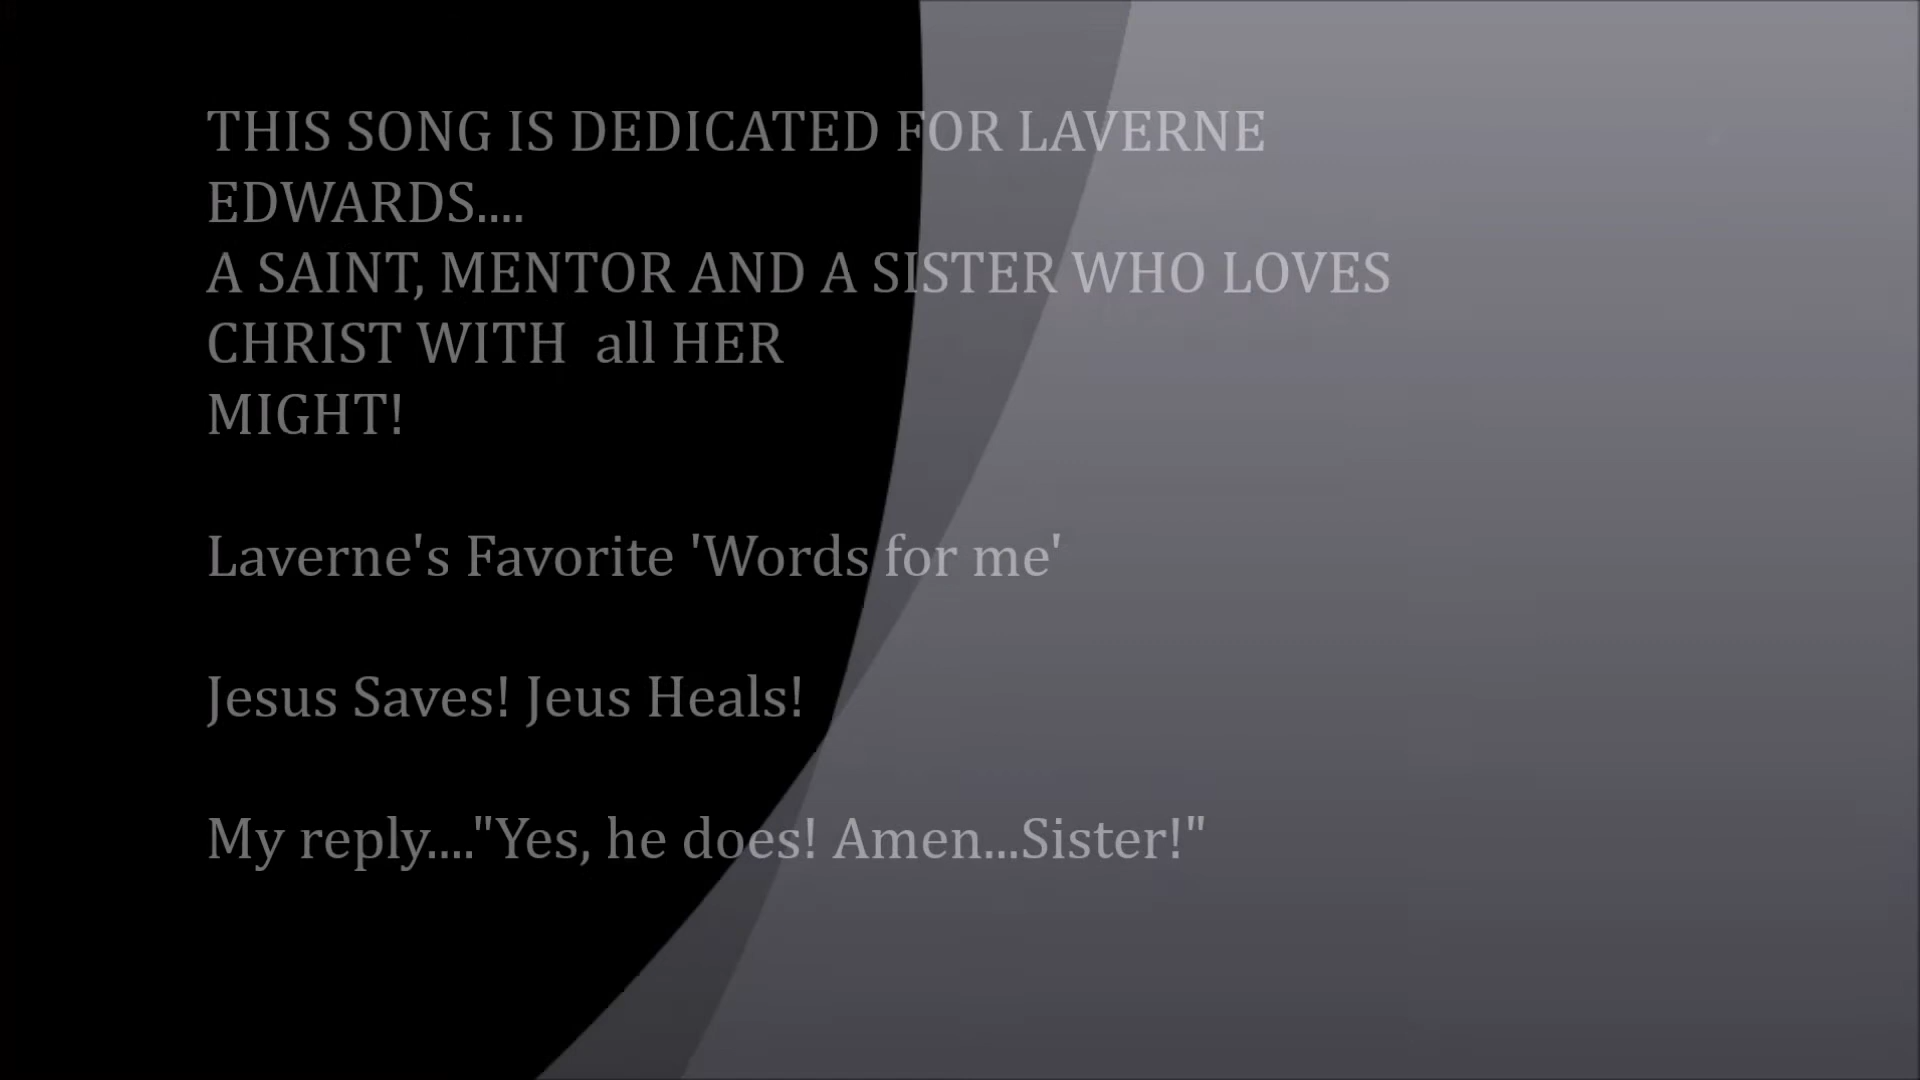 THIS SONG IS DEDICATED FOR LAVERNE
EDWARDS....
A SAINT, MENTOR AND A SISTER WHO LOVES
CHRIST WITH  all HER
MIGHT!
Laverne's Favorite 'Words for me'
Jesus Saves! Jeus Heals!
My reply...."Yes, he does! Amen...Sister!"